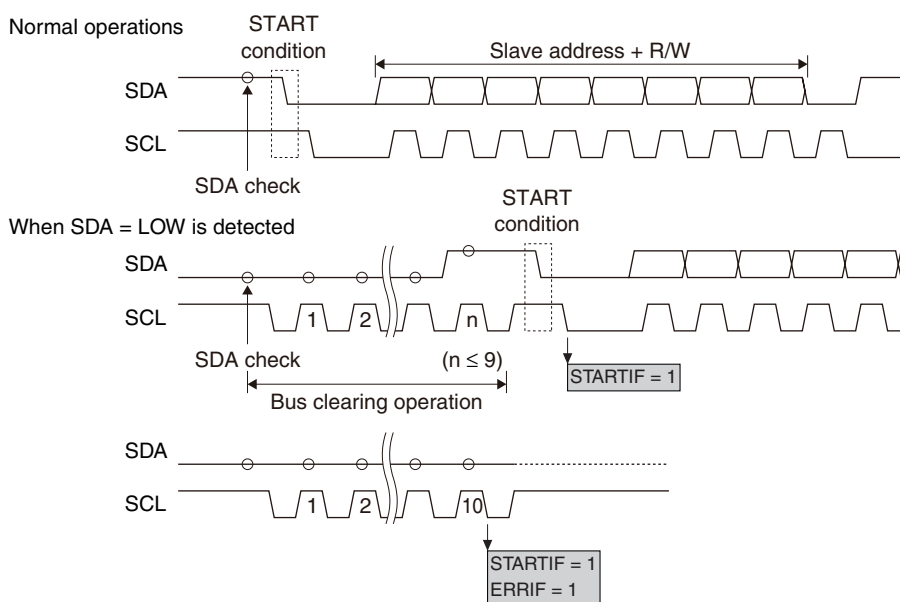 Normal operations
START
condition
Slave address + R/W
SDA
SCL
SDA check
When SDA = LOW is detected
START
condition
SDA
SCL
1
2
n
SDA check
(n ≤ 9)
STARTIF = 1
Bus clearing operation
SDA
SCL
1
2
10
STARTIF = 1
ERRIF = 1